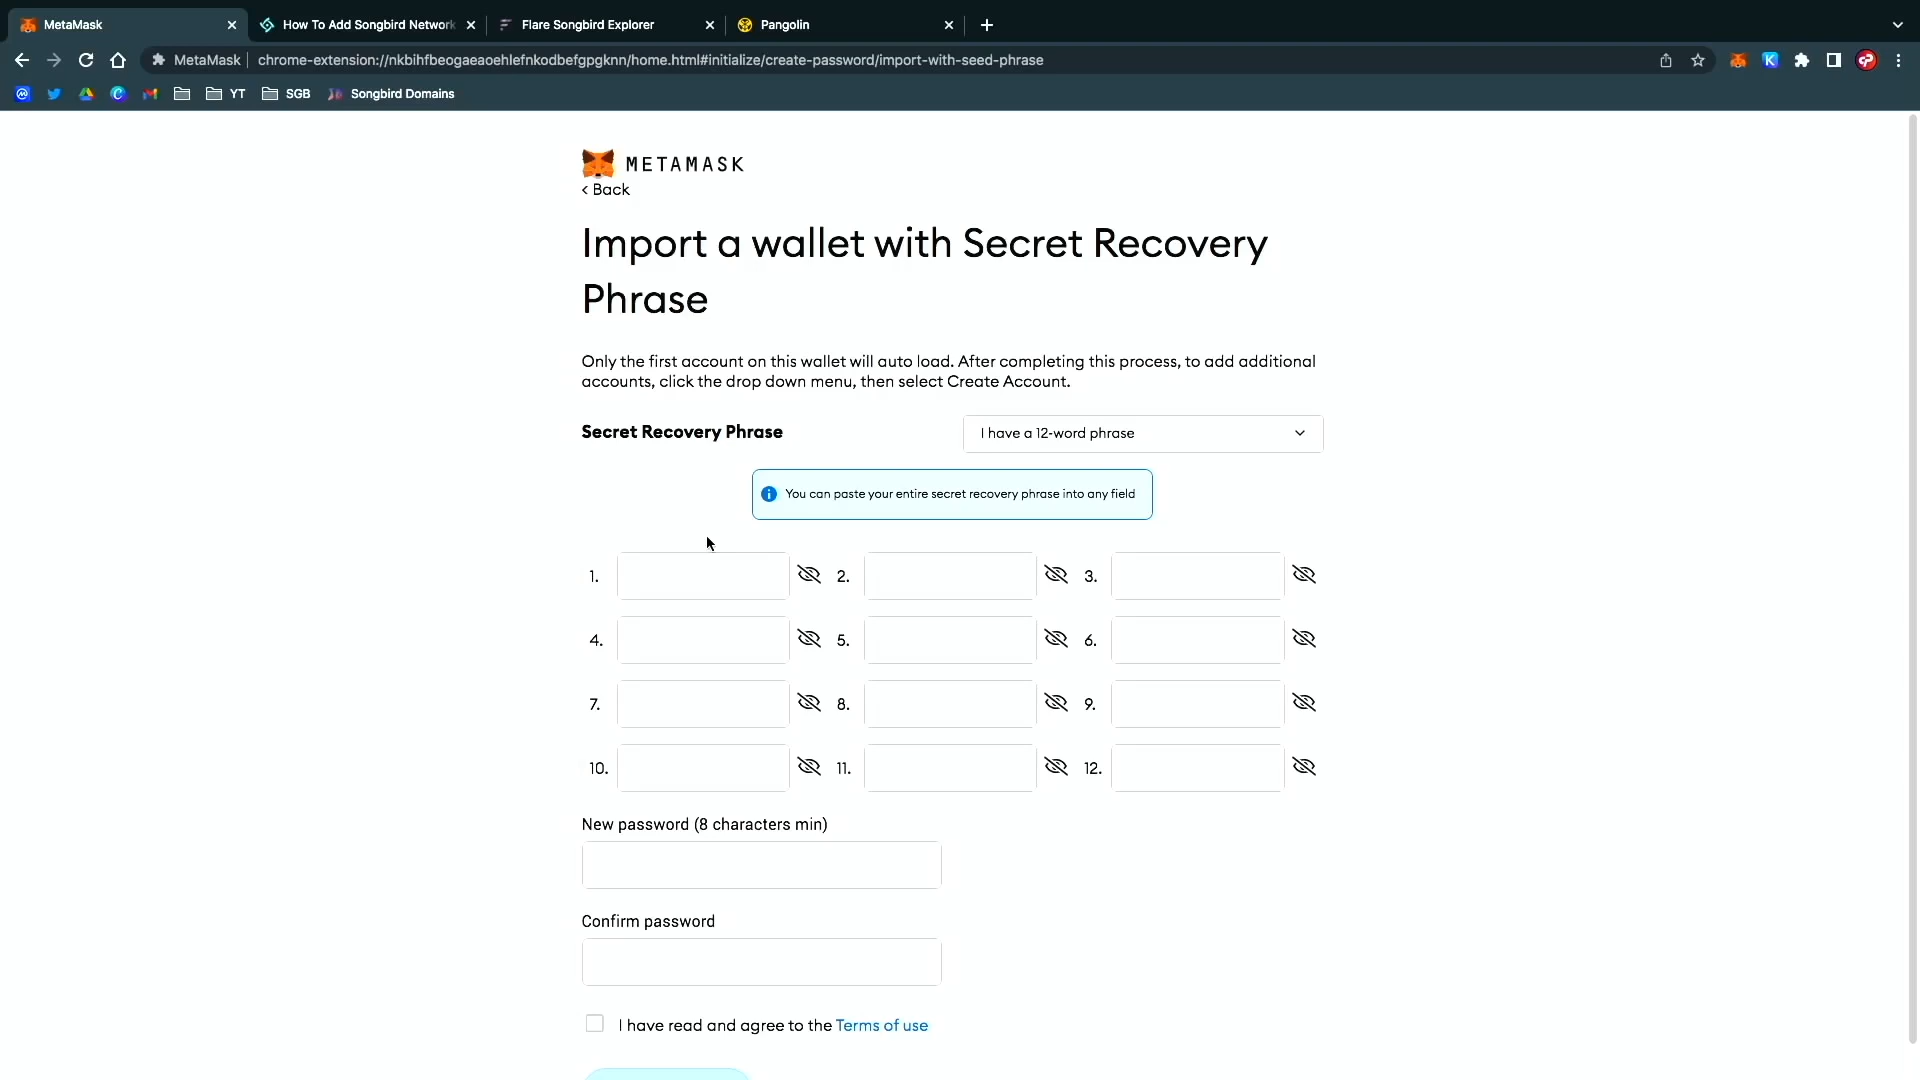 MetaMask
How To Add Songbird Network
Flare Songbird Explorer
Pangolin
MetaMask
chrome-extension://nkbihfbeogaeaoehlefnkodbefgpgknn/home.html#initialize/create-password/import-with-seed-phrase
YT
SGB
Songbird Domains
METAMASK
< Back
Import a wallet with Secret Recovery
Phrase
Only the first account on this wallet will auto load. After completing this process, to add additional
accounts, click the drop down menu, then select Create Account.
Secret Recovery Phrase
I have a 12-word phrase
You can paste your entire secret recovery phrase into any field
1. 2. 3.
4. 5. 6.
7. 8. 9.
10. 11. 12.
New password (8 characters min)
Confirm password
I have read and agree to the Terms of use